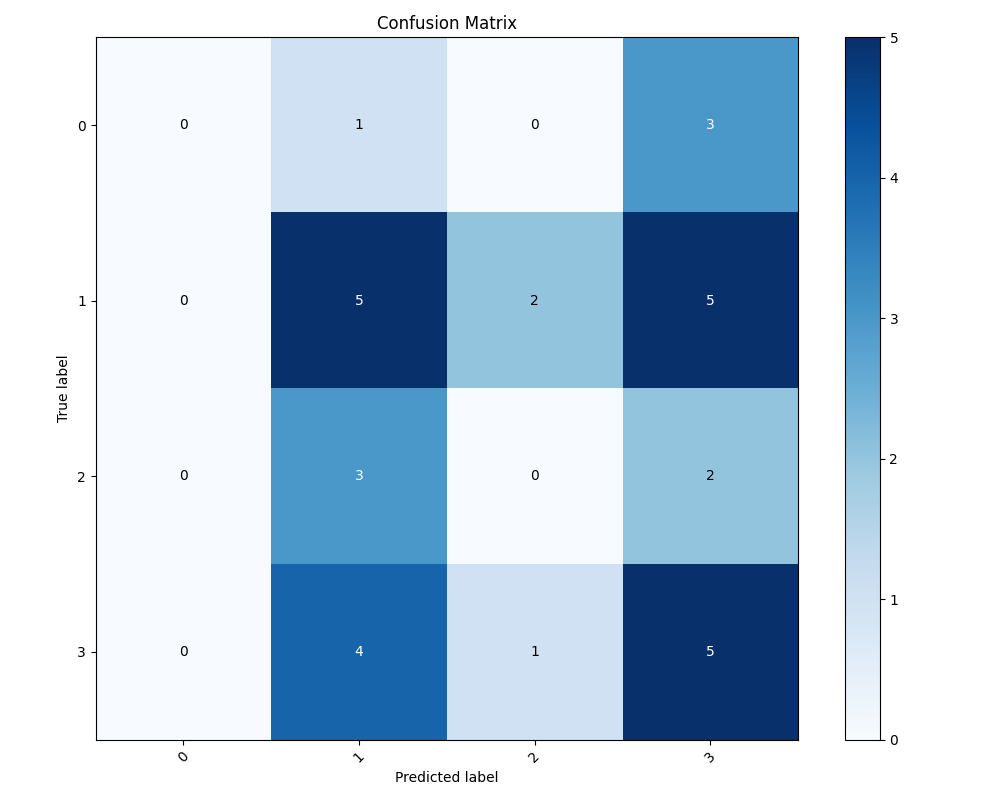 Confusion Matrix
0 0 1 0 3
1 0 5 2 5
2 0 3 0 2
3 0 4 1 5
0 1 2 3
True label
Predicted label
5
4
3
2
1
0